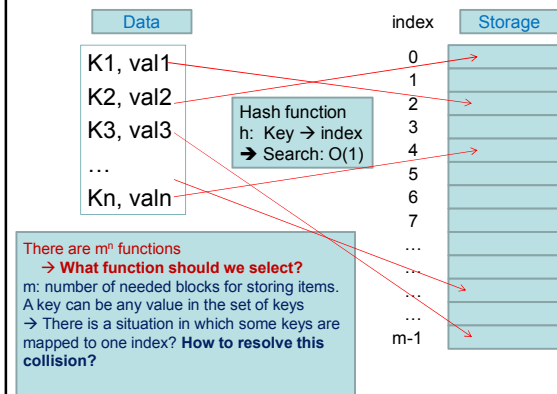 Data
index
Storage
K1, val1
K2, val2
K3, val3
…
Kn, valn
Hash function
h: Key → index
➔ Search: O(1)
0
1
2
3
4
5
6
7
…
…
…
…
m-1
There are mⁿ functions
→ What function should we select?
m: number of needed blocks for storing items.
A key can be any value in the set of keys
→ There is a situation in which some keys are
mapped to one index? How to resolve this
collision?